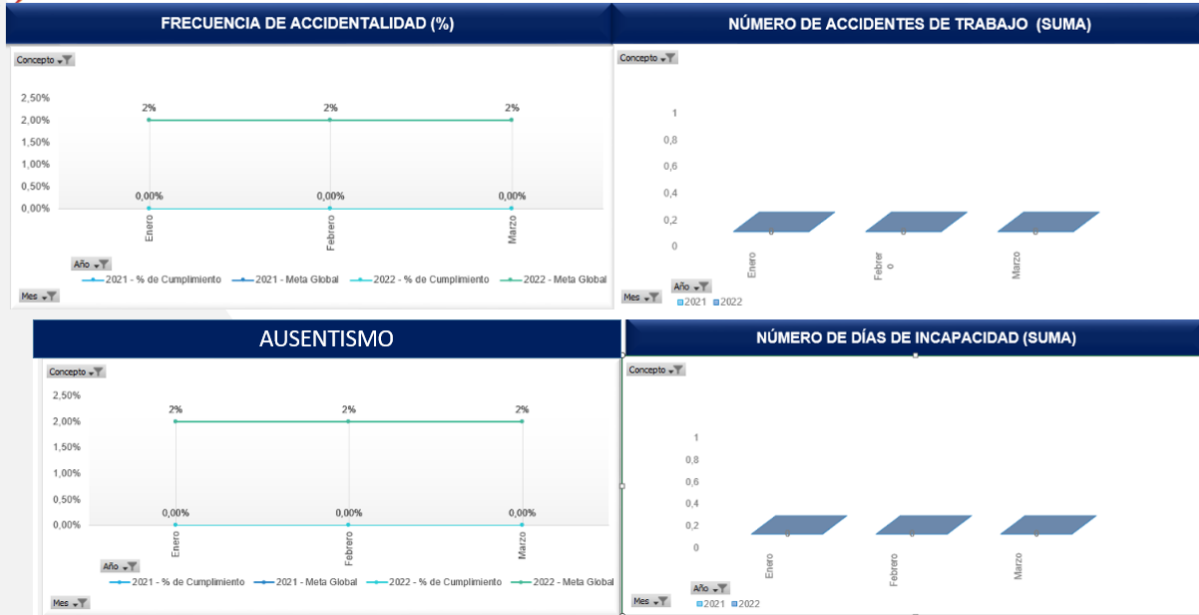 FRECUENCIA DE ACCIDENTALIDAD (%)
Concepto
2,50%
2,00%
1,50%
1,00%
0,50%
0,00%
2%
2%
2%
0,00%
0,00%
0,00%
Enero
Febrero
Marzo
Año
2021 - % de Cumplimiento
2021 - Meta Global
2022 - % de Cumplimiento
2022 - Meta Global
Mes
NÚMERO DE ACCIDENTES DE TRABAJO (SUMA)
Concepto
1
0,8
0,6
0,4
0,2
0
0
0
0
Enero
Febrer
o
Marzo
Año
Mes
2021
2022
AUSENTISMO
Concepto
2,50%
2,00%
1,50%
1,00%
0,50%
0,00%
2%
2%
2%
0,00%
0,00%
0,00%
Enero
Febrero
Marzo
Año
2021 - % de Cumplimiento
2021 - Meta Global
2022 - % de Cumplimiento
2022 - Meta Global
Mes
NÚMERO DE DÍAS DE INCAPACIDAD (SUMA)
Concepto
1
0,8
0,6
0,4
0,2
0
0
0
0
Enero
Febrero
Marzo
Año
Mes
2021
2022